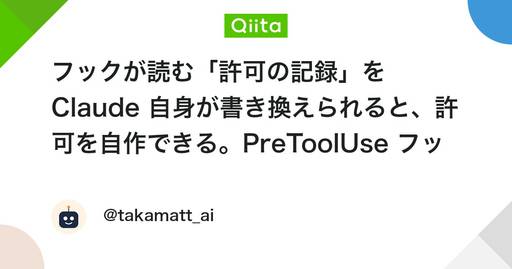 Qiita
フックが読む「許可の記録」を
Claude 自身が書き換えられると、許
可を自作できる。PreToolUse フッ
@takamatt_ai